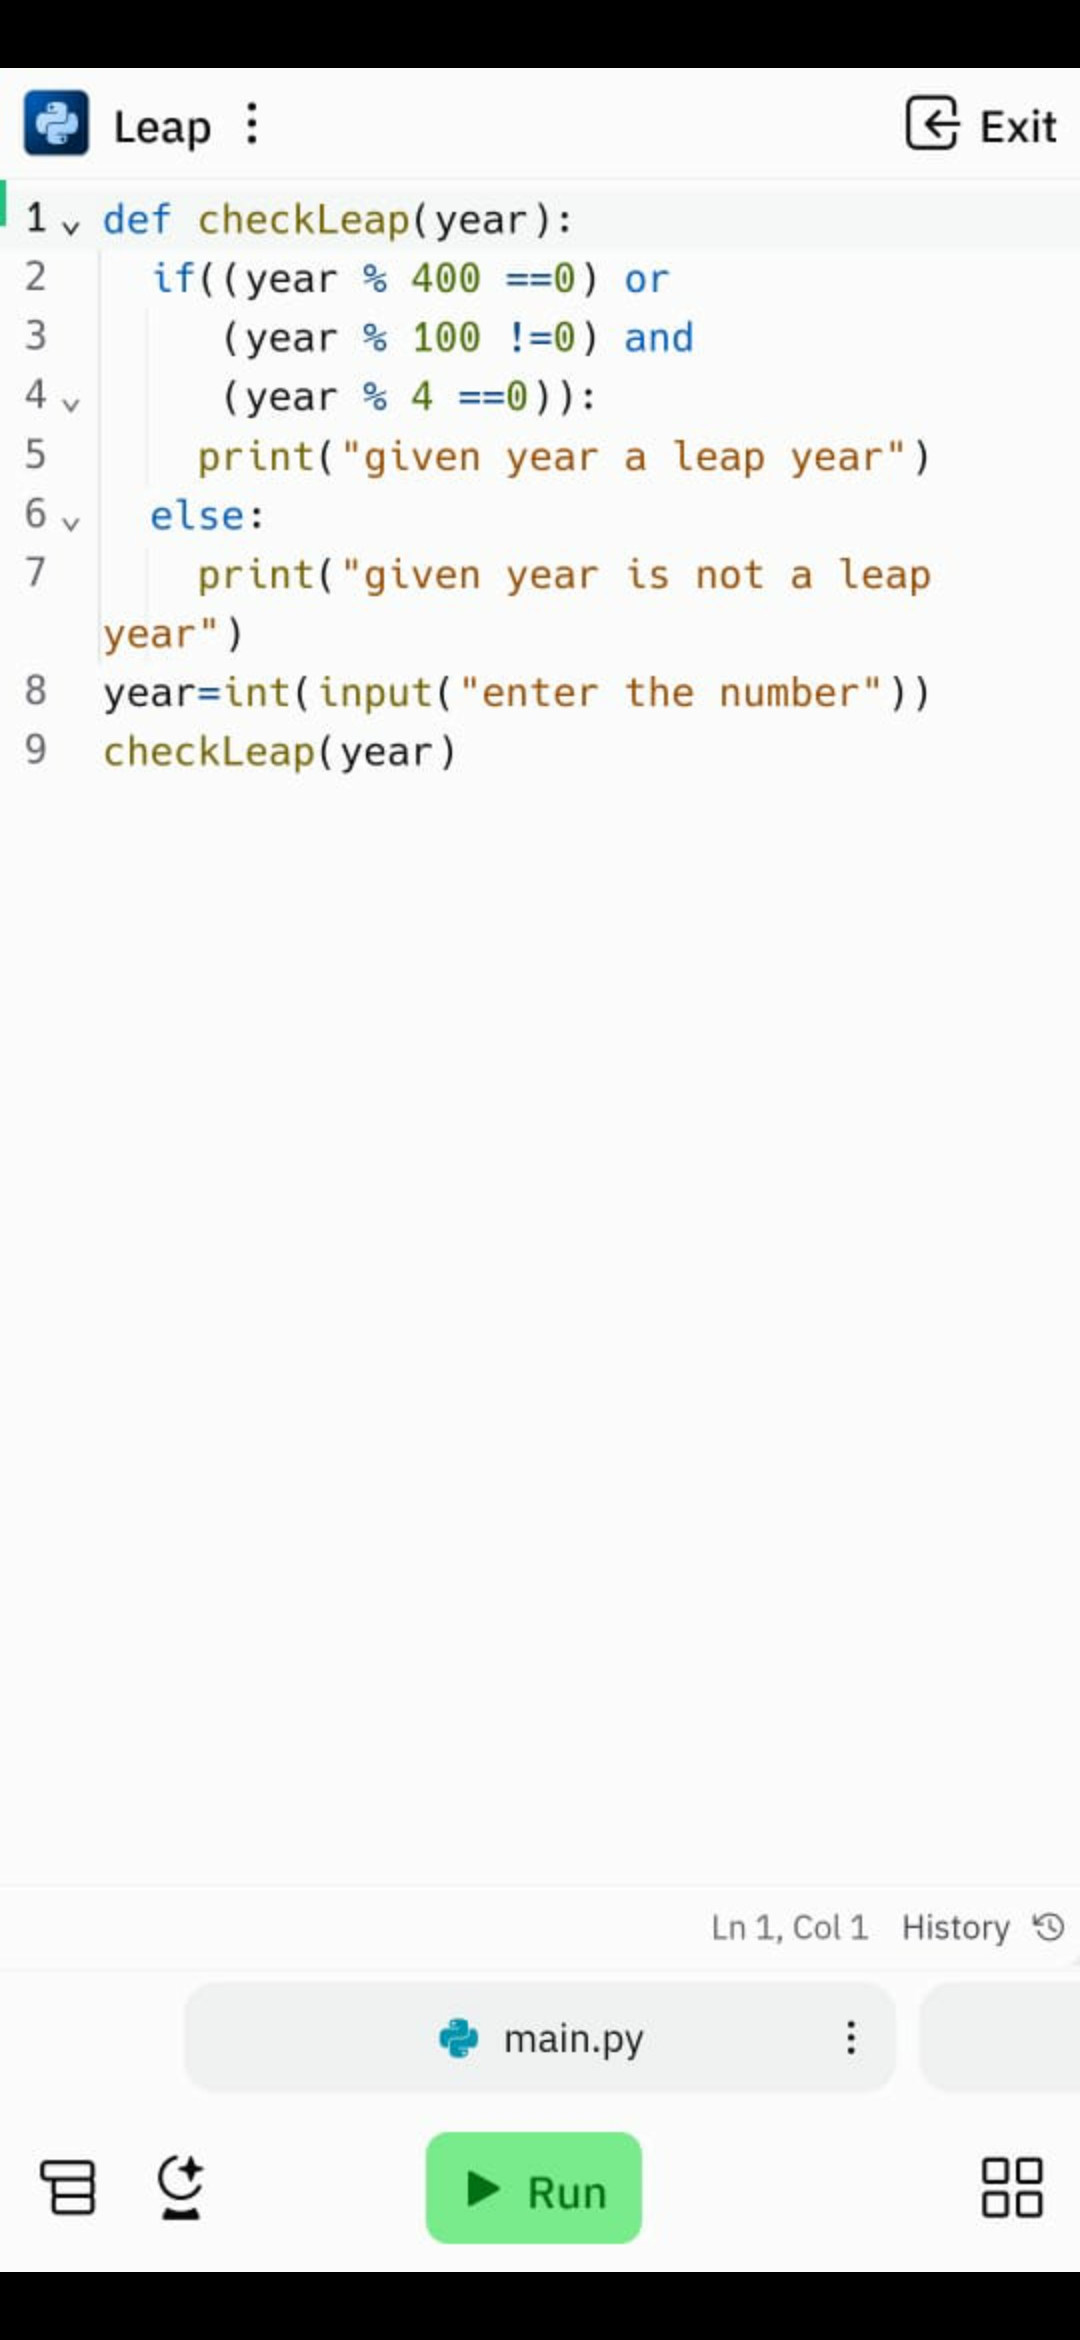 Leap
Exit
1 def checkLeap(year):
2 if((year % 400 ==0) or
3 (year % 100 !=0) and
4 (year % 4 ==0)):
5 print("given year a leap year")
6 else:
7 print("given year is not a leap
year")
8 year=int(input("enter the number"))
9 checkLeap(year)
Ln 1, Col 1 History
main.py
Run